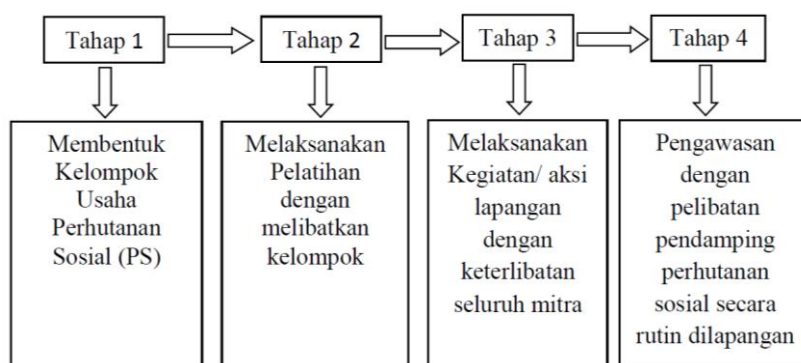 Tahap 1
Tahap 2
Tahap 3
Tahap 4
Membentuk
Kelompok
Usaha
Perhutanan
Sosial (PS)
Melaksanakan
Pelatihan
dengan
melibatkan
kelompok
Melaksanakan
Kegiatan/ aksi
lapangan
dengan
keterlibatan
seluruh mitra
Pengawasan
dengan
pelibatan
pendamping
perhutanan
sosial secara
rutin dilapangan